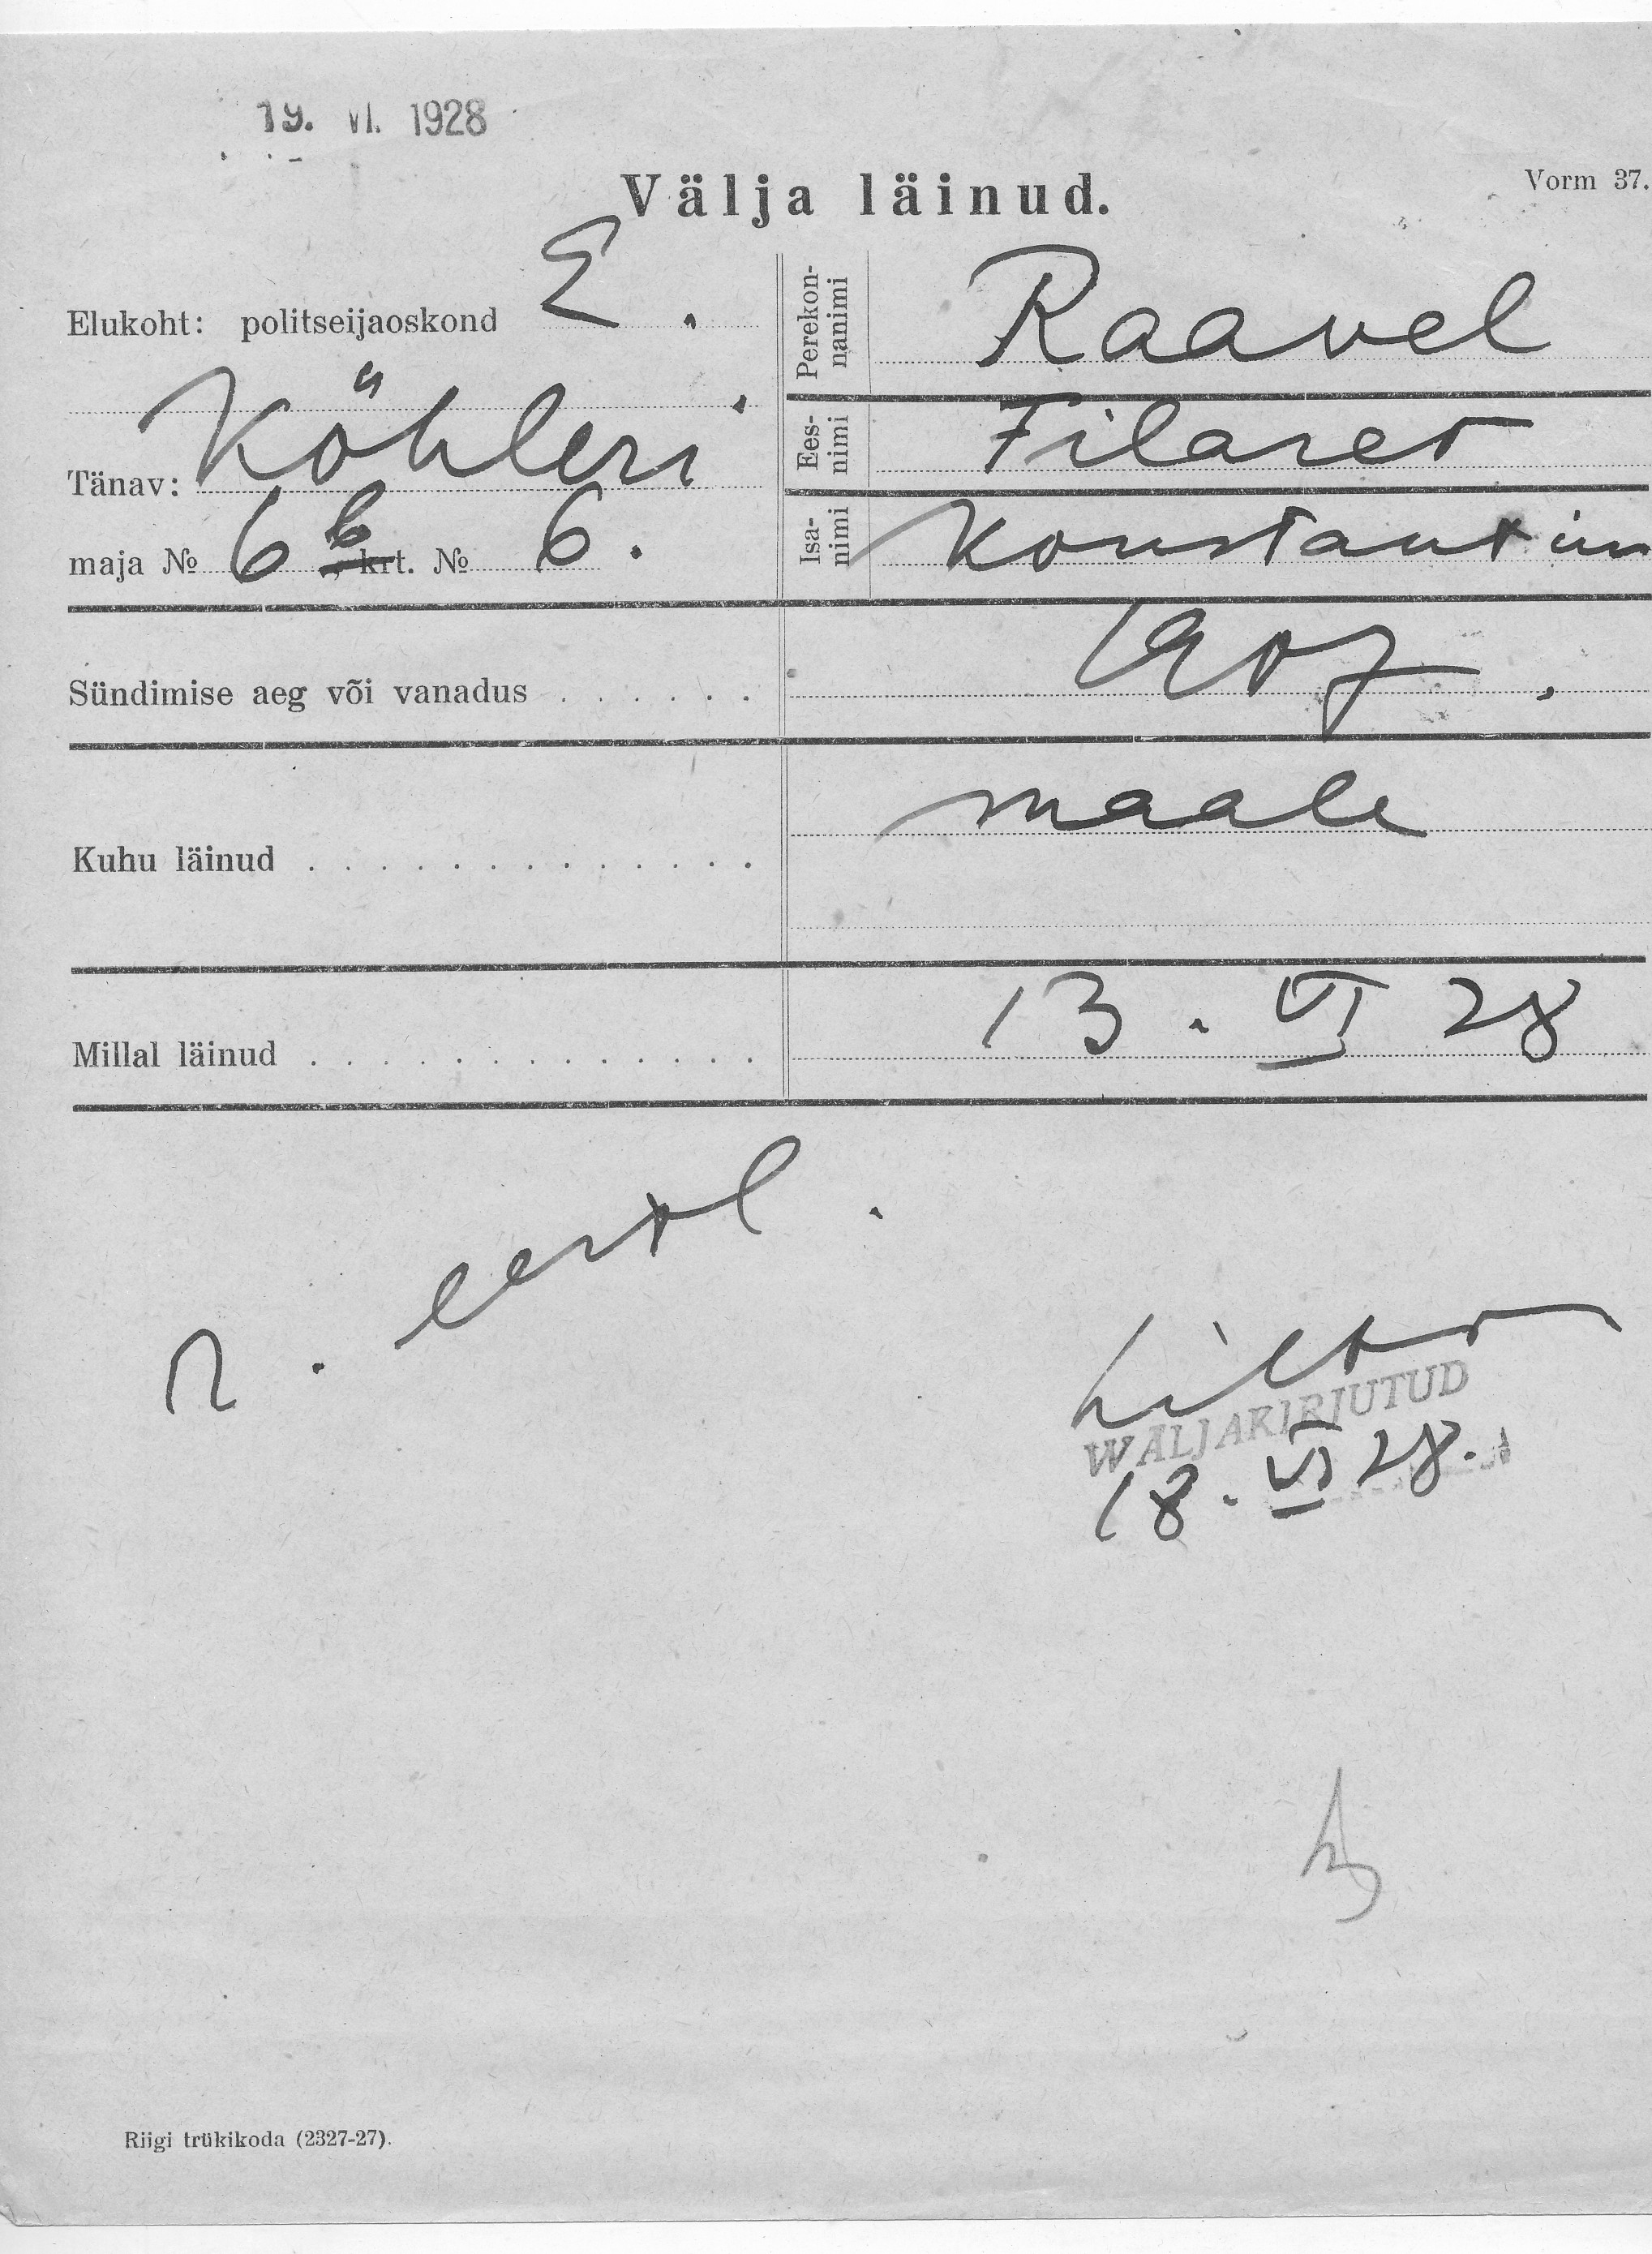 19. VI. 1928
Välja läinud.
Vorm 37.
Elukoht: politseijaoskond E.
Köhleri.
Tänav:
maja № 6 b krt. № 6.
Perekonnanimi Raavel
Eesnimi Filaret
Isanimi Konstantin
Sündimise aeg või vanadus . . . . . . 1907.
Kuhu läinud . . . . . . . . . . . . . maale
Millal läinud . . . . . . . . . . . . . 13. VI 28
n. eestl.
WÄLJAKIRJUTUD
18. VI 28.
Riigi trükikoda (2327-27).